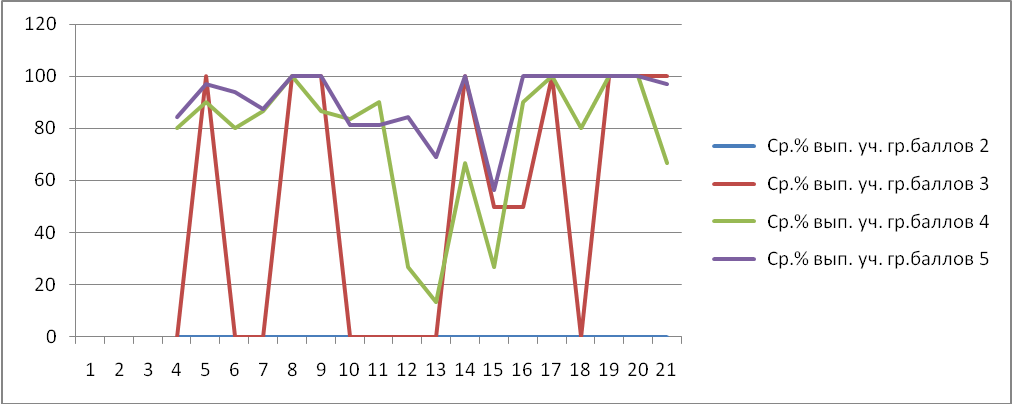 120
100
80
60
40
20
0
1 2 3 4 5 6 7 8 9 10 11 12 13 14 15 16 17 18 19 20 21
Ср.% вып. уч. гр.баллов 2
Ср.% вып. уч. гр.баллов 3
Ср.% вып. уч. гр.баллов 4
Ср.% вып. уч. гр.баллов 5